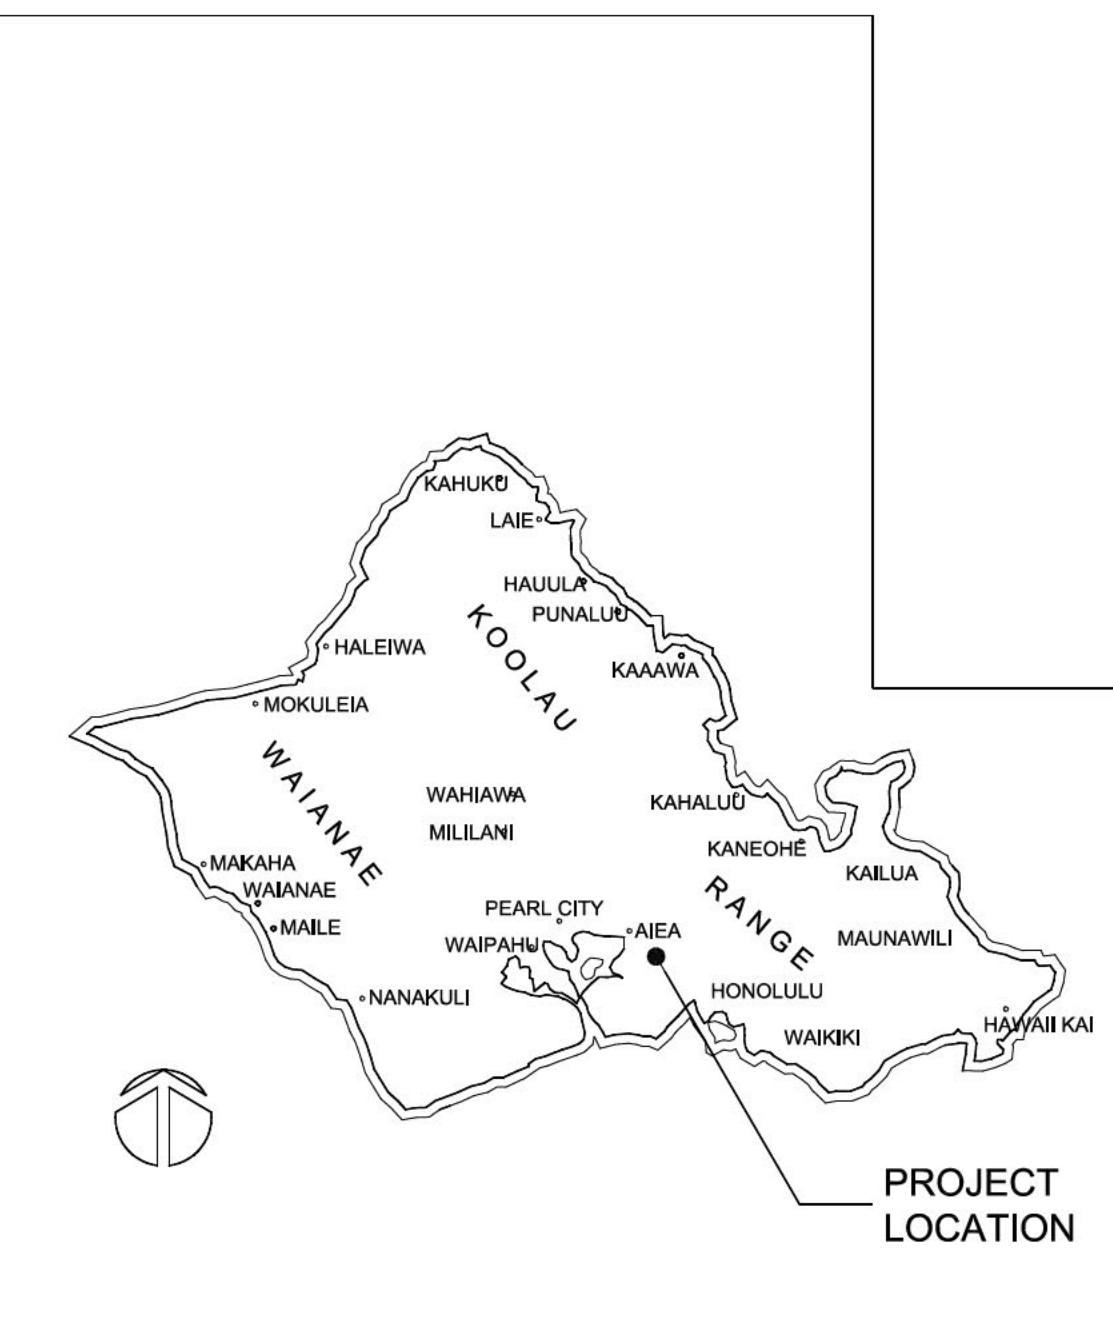 KAHUKU
LAIE
HAUULA
PUNALUU
KOOLAU
HALEIWA
KAAAWA
MOKULEIA
WAIANAE
WAHIAWA
KAHALUU
MILILANI
KANEOHE
MAKAHA
KAILUA
WAIANAE
RANGE
PEARL CITY
MAILE
AIEA
MAUNAWILI
WAIPAHU
NANAKULI
HONOLULU
HAWAII KAI
WAIKIKI
PROJECT
LOCATION